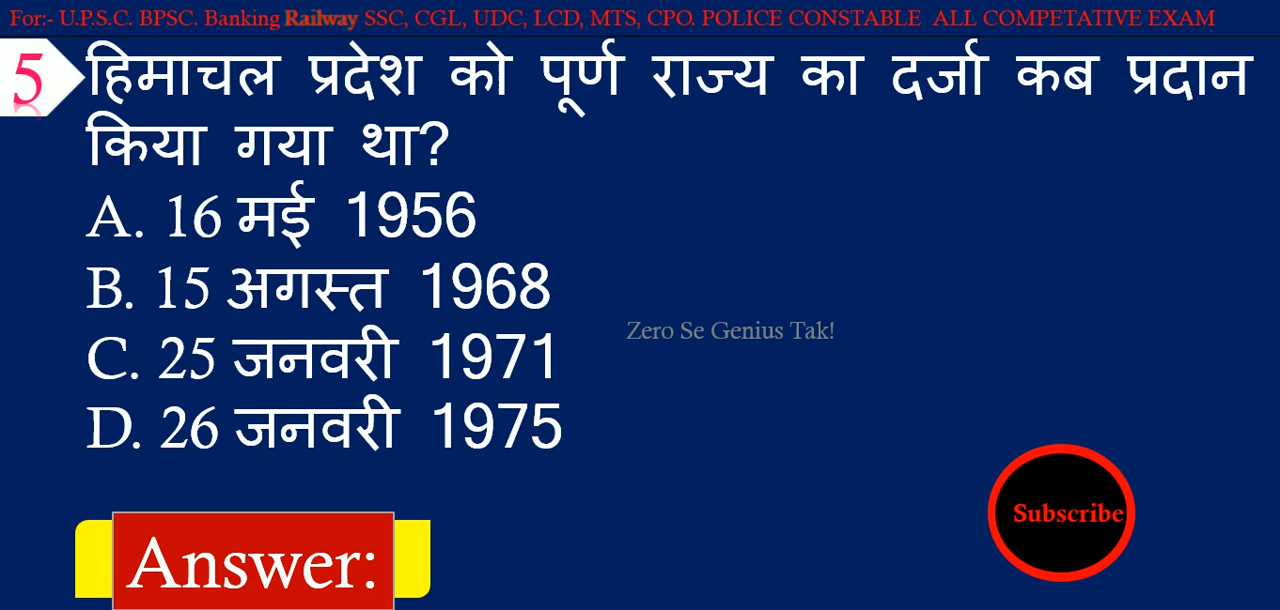 For:- U.P.S.C. BPSC. Banking Railway SSC, CGL, UDC, LCD, MTS, CPO. POLICE CONSTABLE ALL COMPETATIVE EXAM
5 हिमाचल प्रदेश को पूर्ण राज्य का दर्जा कब प्रदान
किया गया था?
A. 16 मई 1956
B. 15 अगस्त 1968
Zero Se Genius Tak!
C. 25 जनवरी 1971
D. 26 जनवरी 1975
Subscribe
Answer: